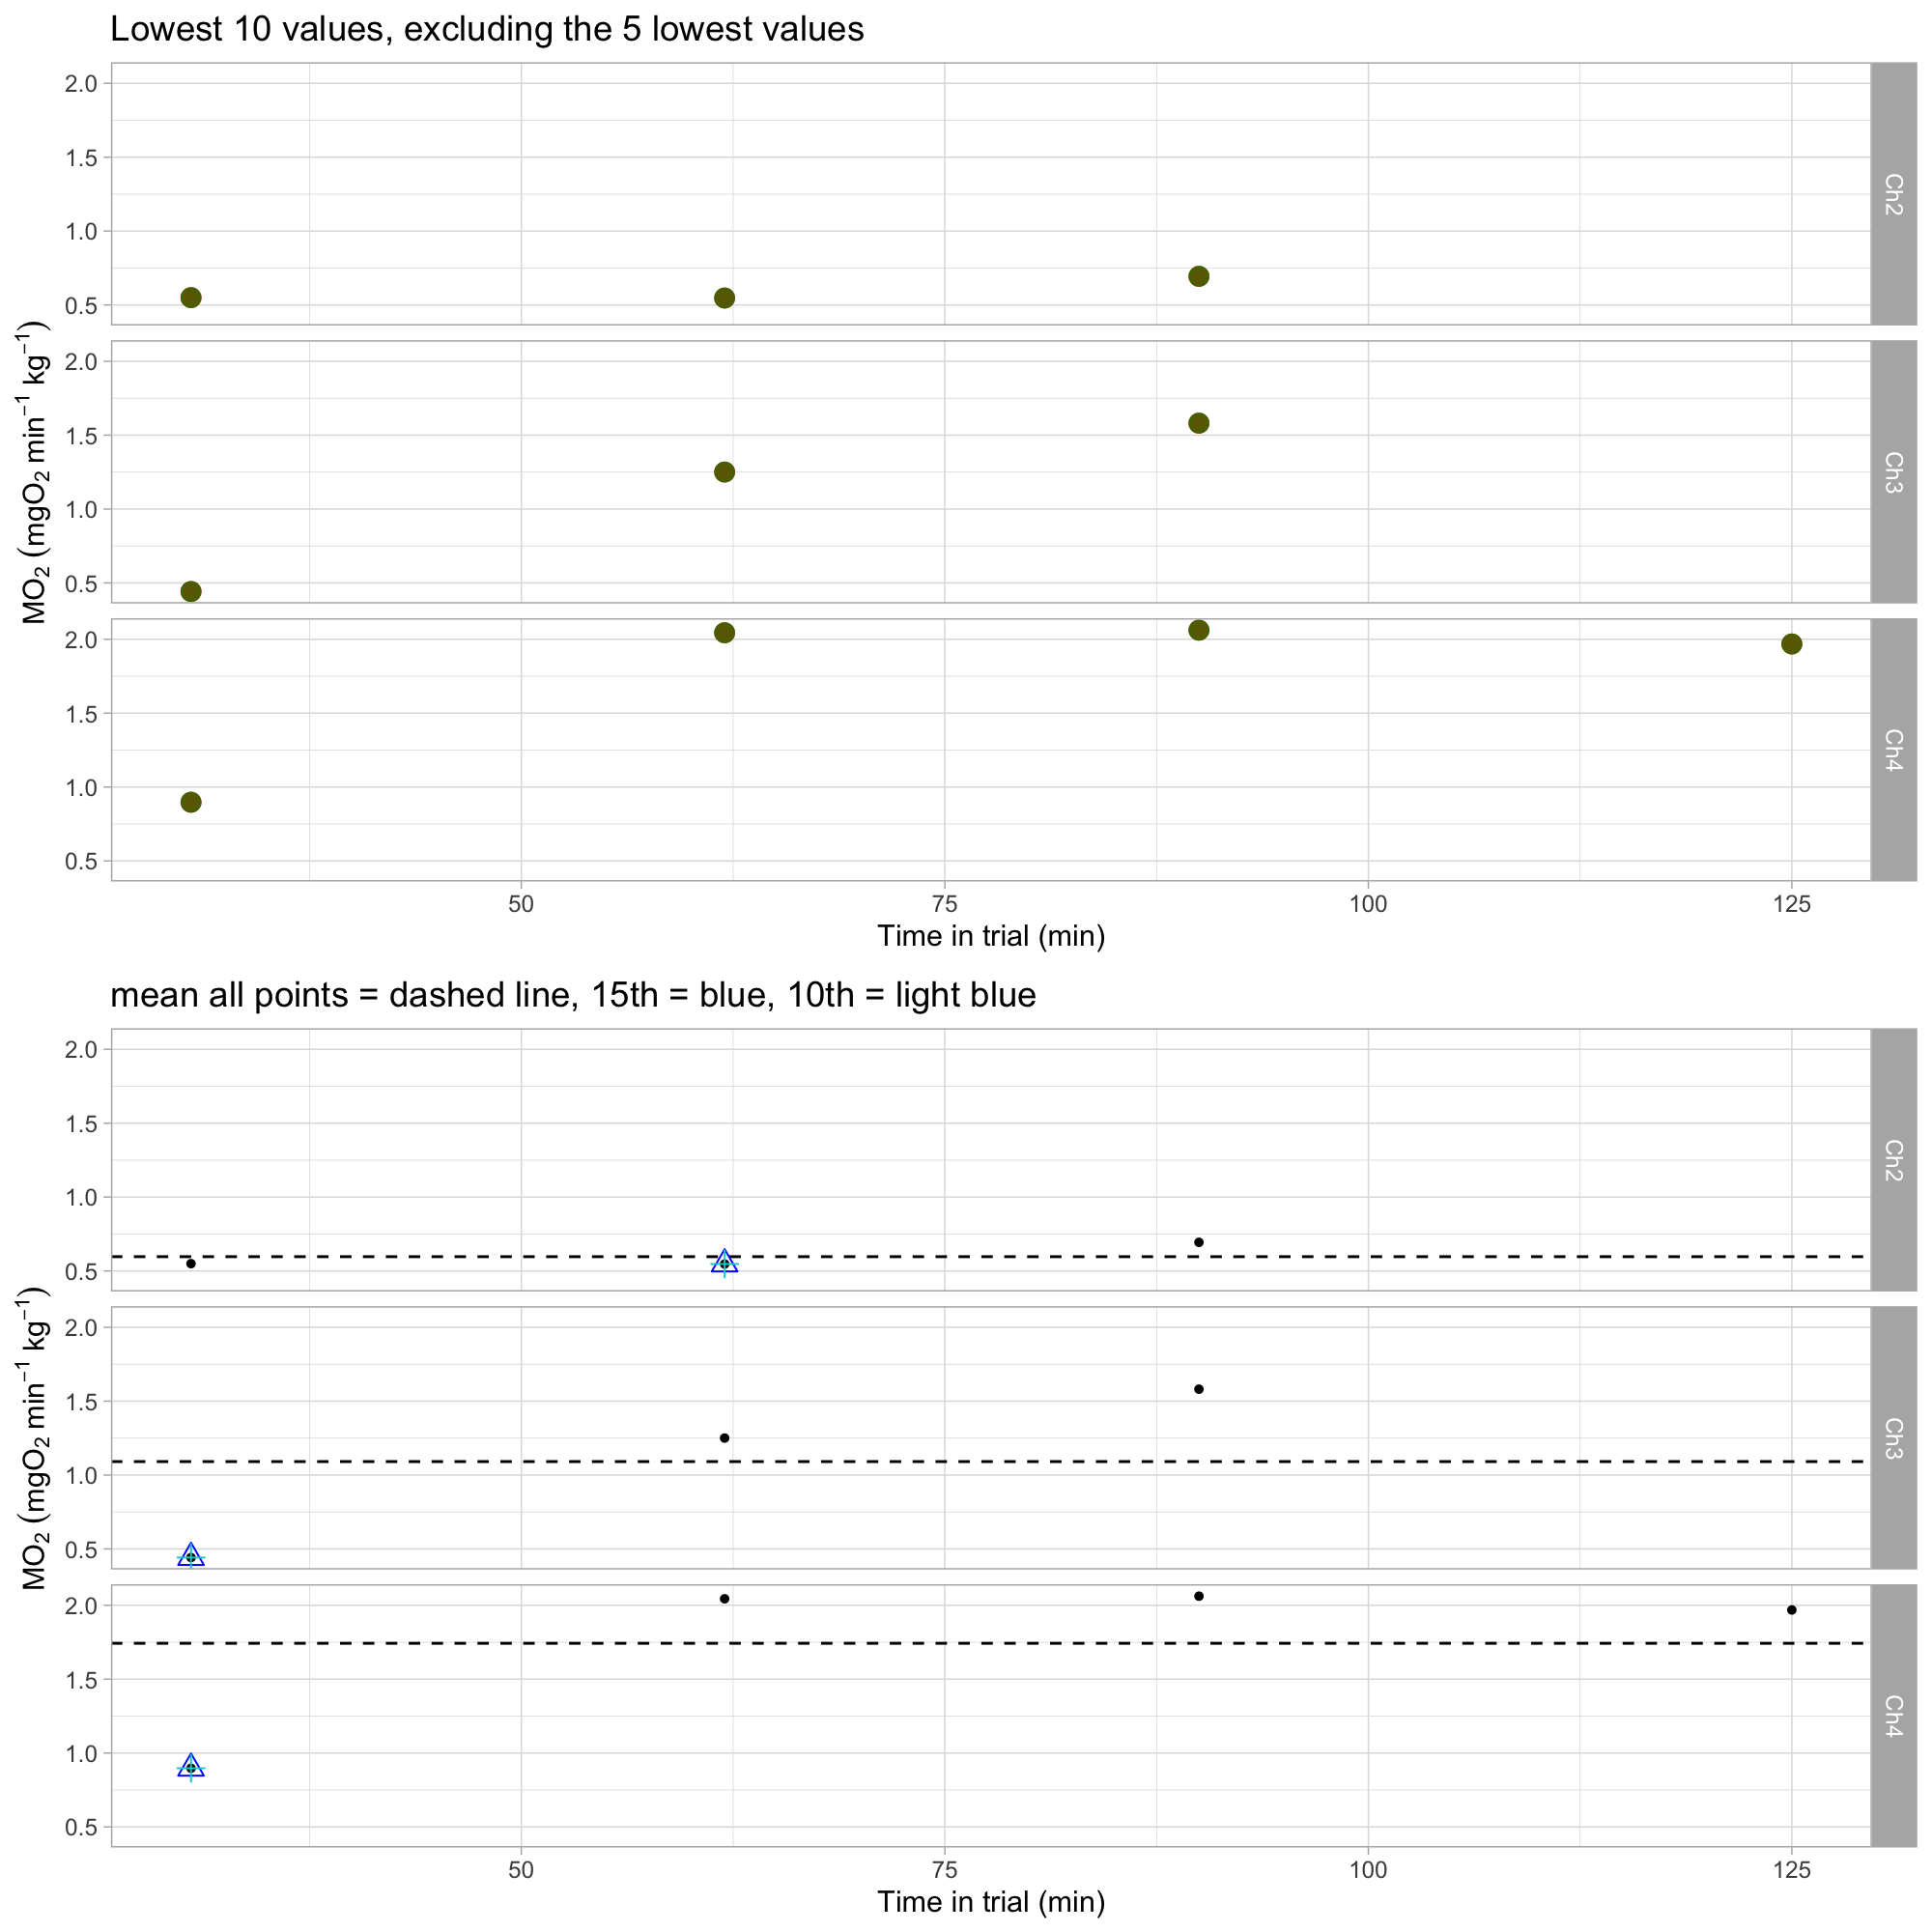 Lowest 10 values, excluding the 5 lowest values
2.0
1.5
1.0
0.5
Ch2
2.0
1.5
1.0
0.5
Ch3
2.0
1.5
1.0
0.5
Ch4
MO₂ (mgO₂ min⁻¹ kg⁻¹)
50 75 100 125
Time in trial (min)
mean all points = dashed line, 15th = blue, 10th = light blue
2.0
1.5
1.0
0.5
Ch2
2.0
1.5
1.0
0.5
Ch3
2.0
1.5
1.0
0.5
Ch4
MO₂ (mgO₂ min⁻¹ kg⁻¹)
50 75 100 125
Time in trial (min)